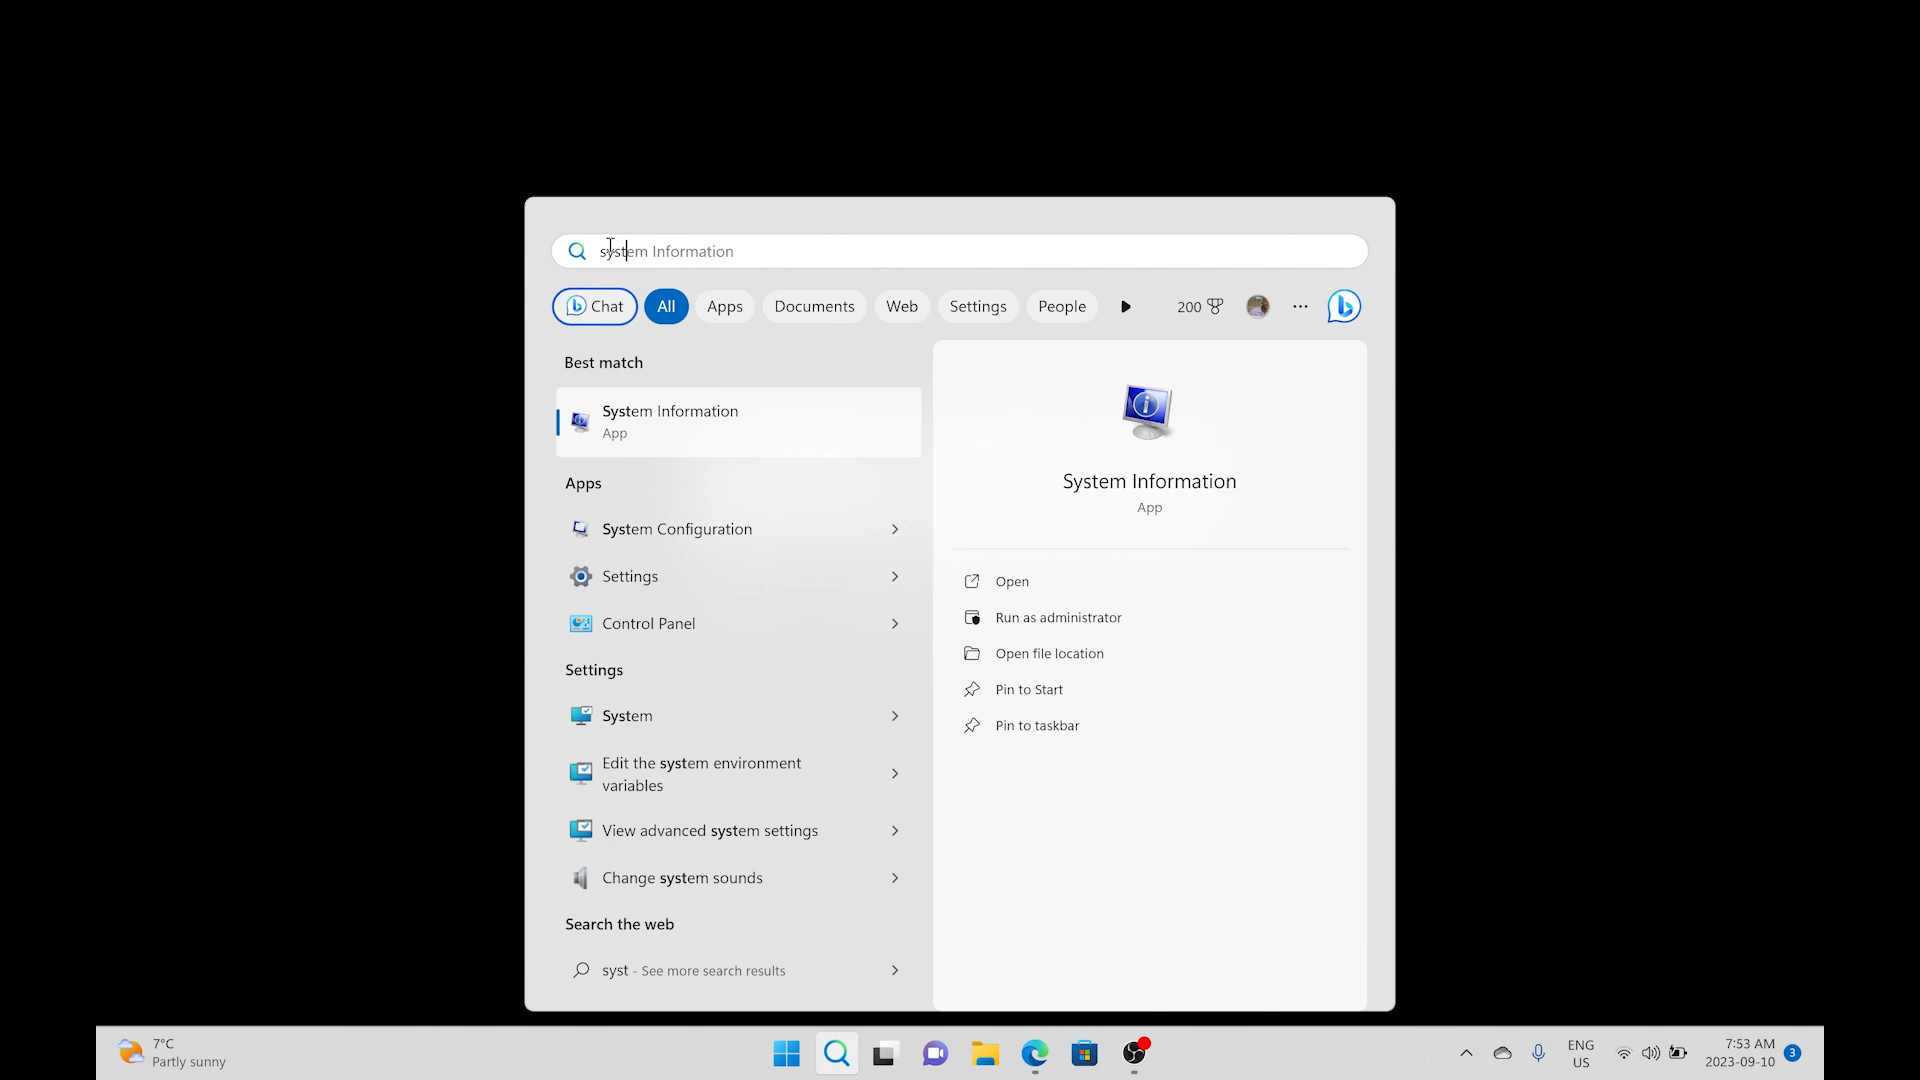 system Information
Chat
All
Apps
Documents
Web
Settings
People
200
Best match
System Information
App
Apps
System Configuration
Settings
Control Panel
Settings
System
Edit the system environment
variables
View advanced system settings
Change system sounds
Search the web
syst - See more search results
System Information
App
Open
Run as administrator
Open file location
Pin to Start
Pin to taskbar
7°C
Partly sunny
ENG
US
7:53 AM
2023-09-10
3